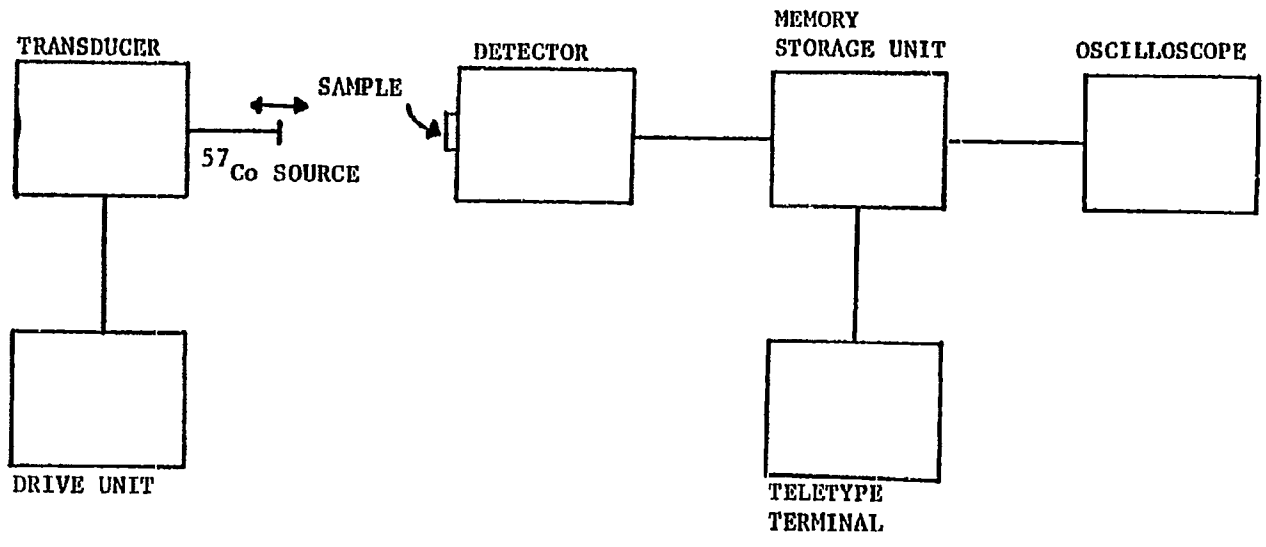 TRANSDUCER
⁵⁷Co SOURCE
SAMPLE
DETECTOR
MEMORY
STORAGE UNIT
OSCILLOSCOPE
DRIVE UNIT
TELETYPE
TERMINAL